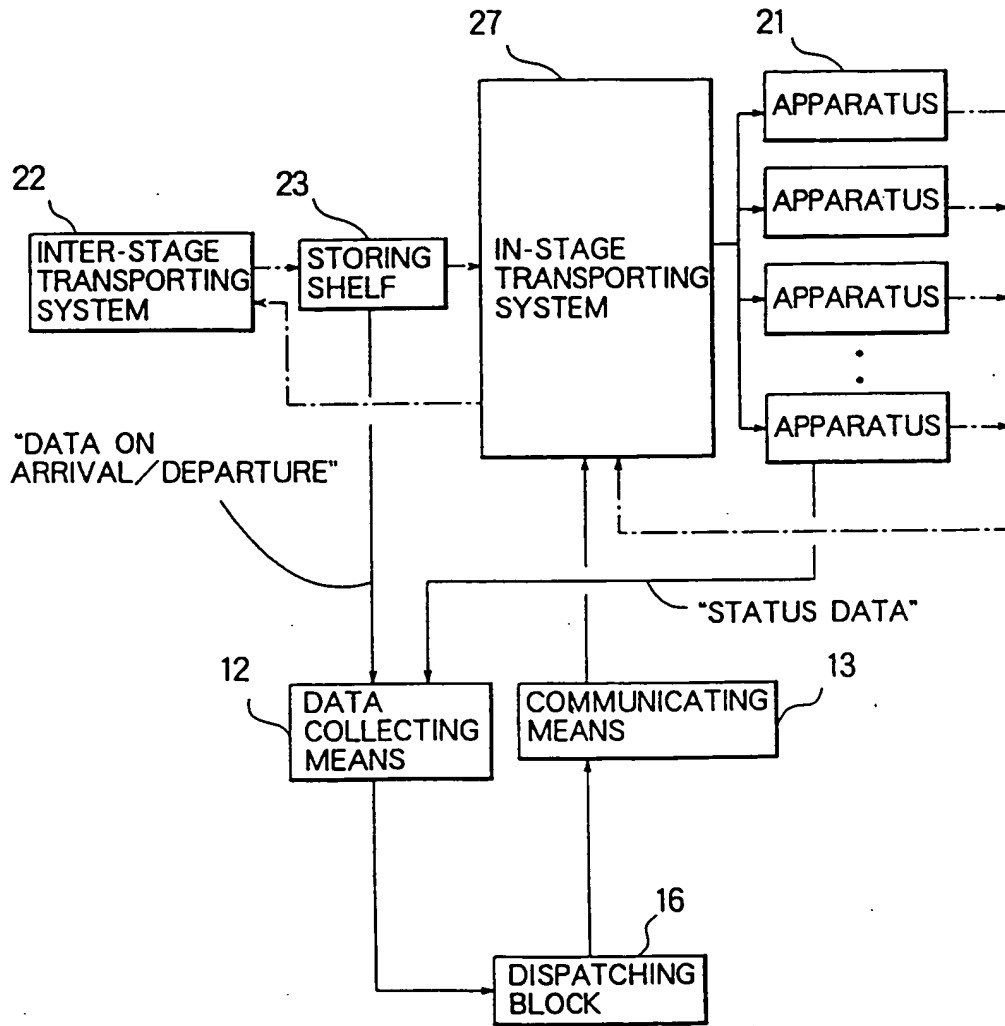 27
21
APPARATUS
22
23
APPARATUS
INTER-STAGE
TRANSPORTING
SYSTEM
STORING
SHELF
IN-STAGE
TRANSPORTING
SYSTEM
APPARATUS
APPARATUS
"DATA ON
ARRIVAL/DEPARTURE"
"STATUS DATA"
12
13
DATA
COLLECTING
MEANS
COMMUNICATING
MEANS
16
DISPATCHING
BLOCK